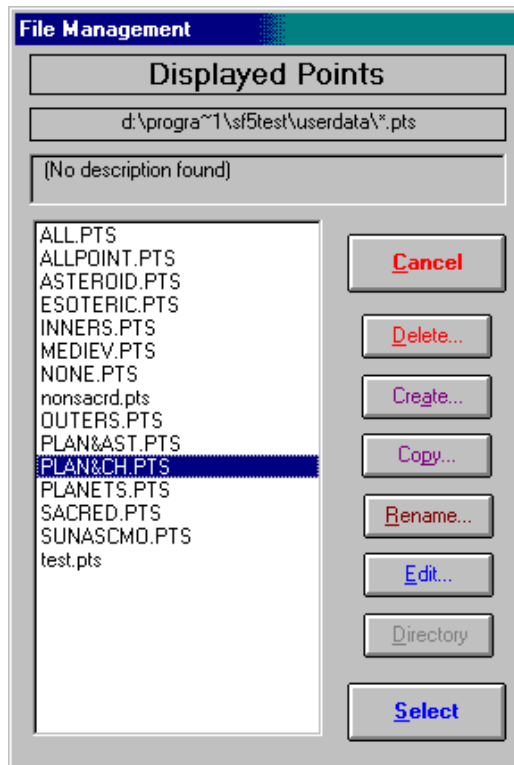 File Management
Displayed Points
d:\progra~1\sf5test\userdata\*.pts
(No description found)
ALL.PTS
ALLPOINT.PTS
ASTEROID.PTS
ESOTERIC.PTS
INNERS.PTS
MEDIEV.PTS
NONE.PTS
nonsacrd.pts
OUTERS.PTS
PLAN&AST.PTS
PLAN&CH.PTS
PLANETS.PTS
SACRED.PTS
SUNASCMO.PTS
test.pts
Cancel
Delete...
Create...
Copy...
Rename...
Edit...
Directory
Select